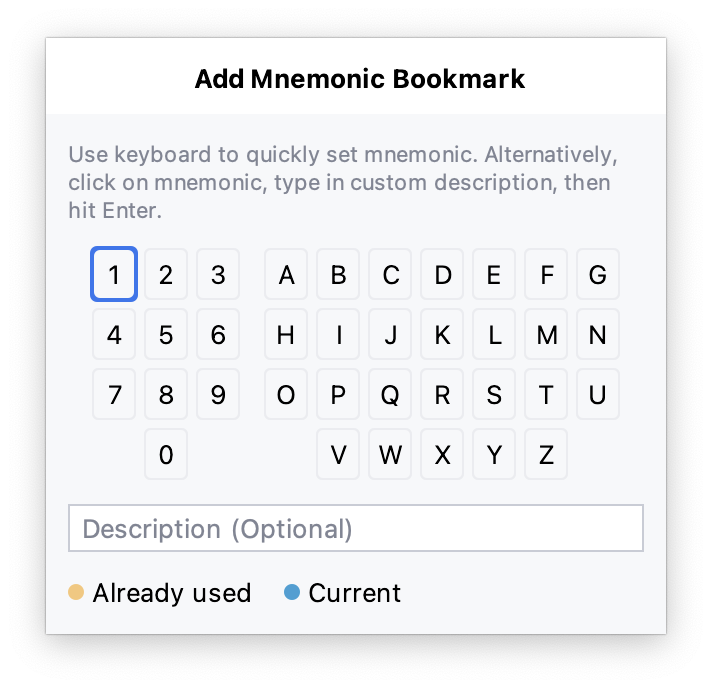 Add Mnemonic Bookmark
Use keyboard to quickly set mnemonic. Alternatively,
click on mnemonic, type in custom description, then
hit Enter.
1 2 3 A B C D E F G
4 5 6 H I J K L M N
7 8 9 O P Q R S T U
0 V W X Y Z
Description (Optional)
Already used Current